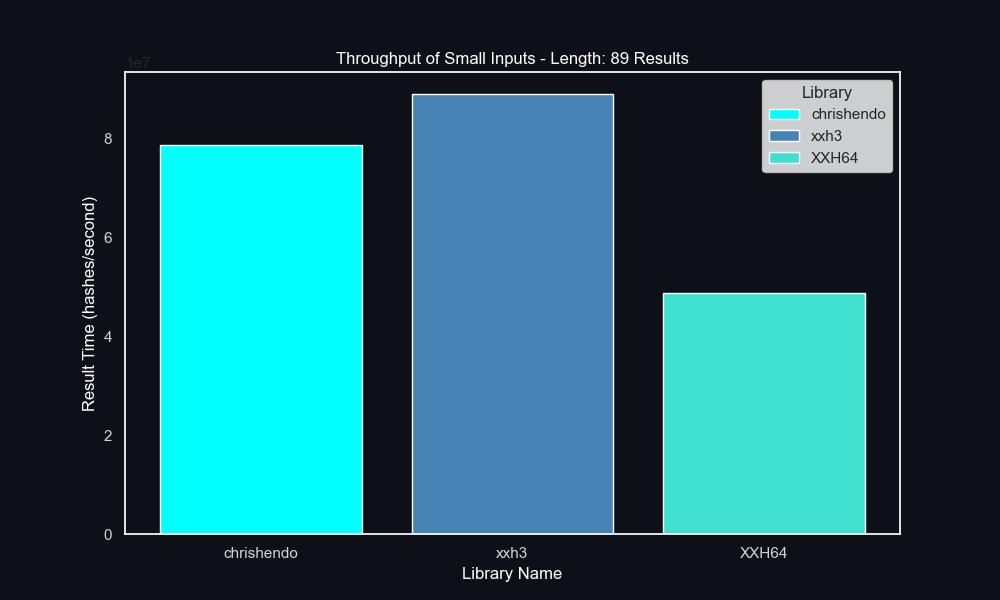 Throughput of Small Inputs - Length: 89 Results
1e7
Library
chrishendo
xxh3
XXH64
8
6
4
2
0
Result Time (hashes/second)
chrishendo
xxh3
XXH64
Library Name